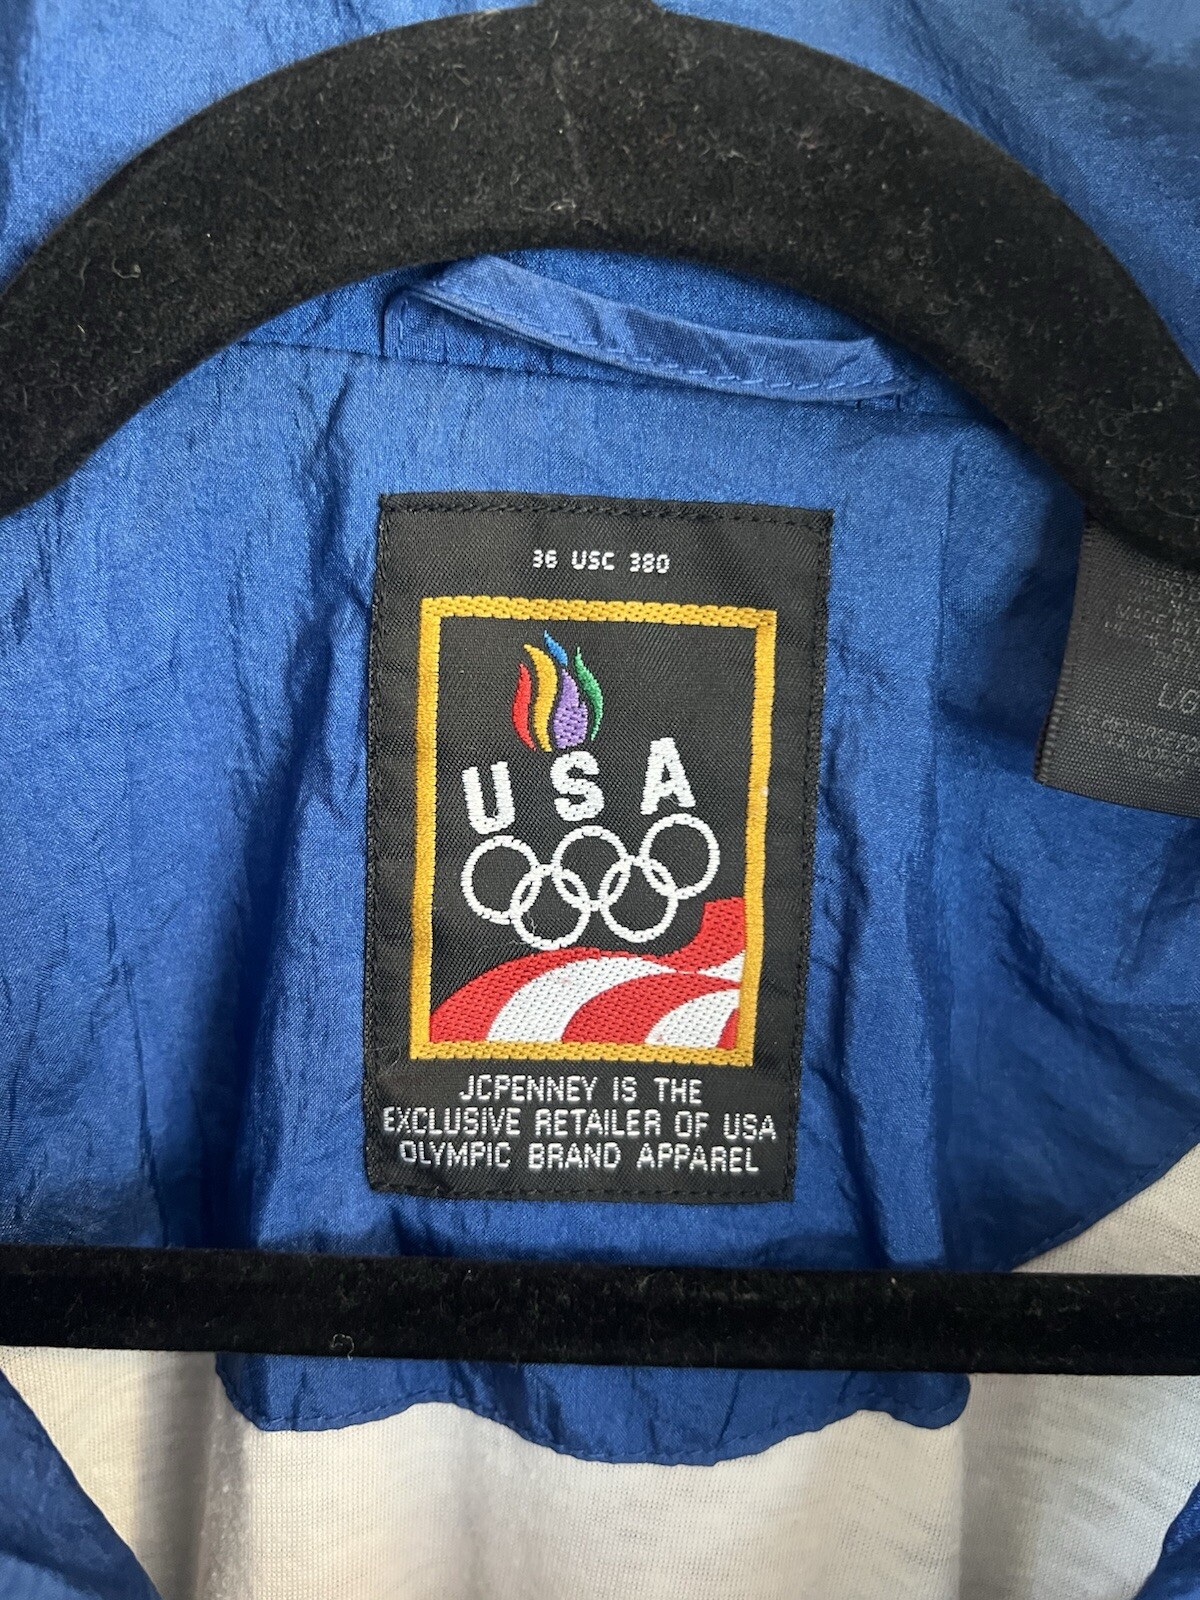 36 USC 380
USA
JCPENNEY IS THE
EXCLUSIVE RETAILER OF USA
OLYMPIC BRAND APPAREL